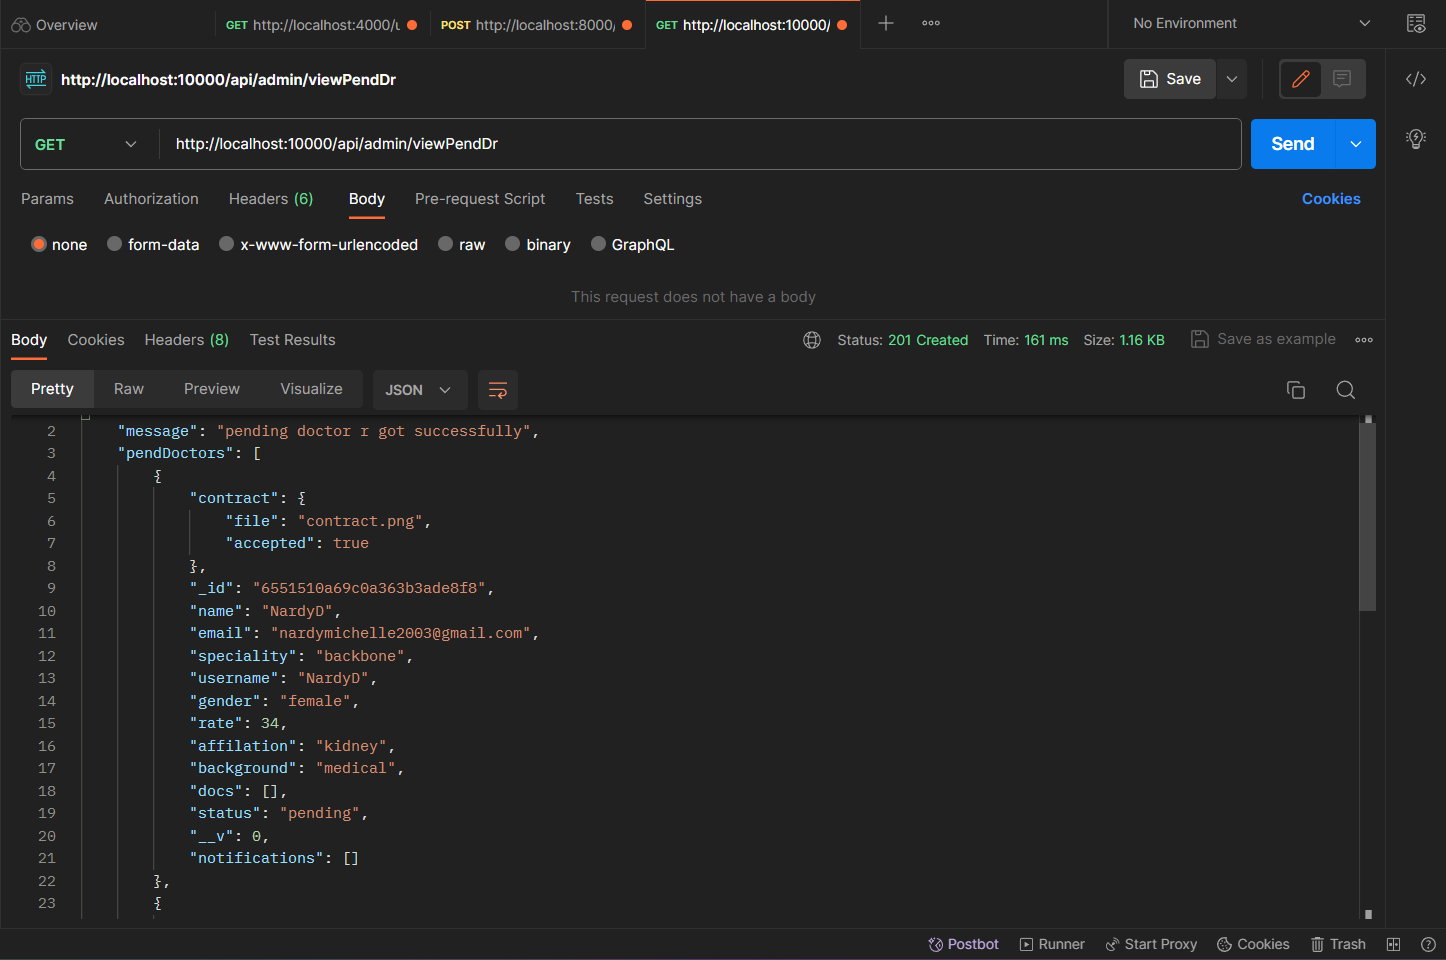 Overview GET http://localhost:4000/u POST http://localhost:8000/ GET http://localhost:10000/ No Environment
HTTP http://localhost:10000/api/admin/viewPendDr Save
GET http://localhost:10000/api/admin/viewPendDr Send
Params Authorization Headers (6) Body Pre-request Script Tests Settings Cookies
none form-data x-www-form-urlencoded raw binary GraphQL
This request does not have a body
Body Cookies Headers (8) Test Results Status: 201 Created Time: 161 ms Size: 1.16 KB Save as example
Pretty Raw Preview Visualize JSON
2 "message": "pending doctor r got successfully",
3 "pendDoctors": [
4 {
5 "contract": {
6 "file": "contract.png",
7 "accepted": true
8 },
9 "_id": "6551510a69c0a363b3ade8f8",
10 "name": "NardyD",
11 "email": "nardymichelle2003@gmail.com",
12 "speciality": "backbone",
13 "username": "NardyD",
14 "gender": "female",
15 "rate": 34,
16 "affilation": "kidney",
17 "background": "medical",
18 "docs": [],
19 "status": "pending",
20 "__v": 0,
21 "notifications": []
22 },
23 {
Postbot Runner Start Proxy Cookies Trash